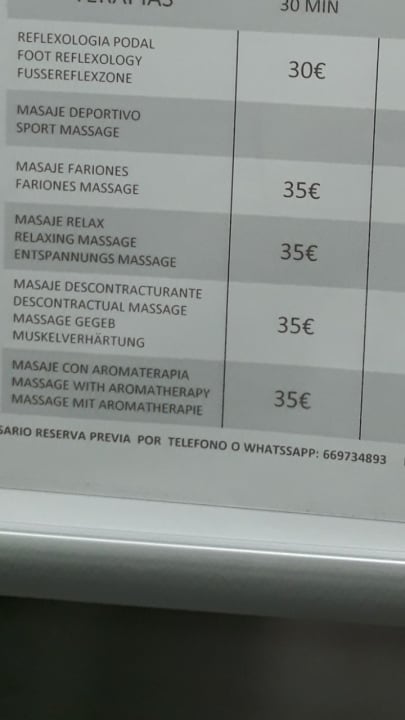 TERAPIAS
30 MIN
REFLEXOLOGIA PODAL
FOOT REFLEXOLOGY
FUSSEREFLEXZONE
30€
MASAJE DEPORTIVO
SPORT MASSAGE
MASAJE FARIONES
FARIONES MASSAGE
35€
MASAJE RELAX
RELAXING MASSAGE
ENTSPANNUNGS MASSAGE
35€
MASAJE DESCONTRACTURANTE
DESCONTRACTUAL MASSAGE
MASSAGE GEGEB
MUSKELVERHÄRTUNG
35€
MASAJE CON AROMATERAPIA
MASSAGE WITH AROMATHERAPY
MASSAGE MIT AROMATHERAPIE
35€
SARIO RESERVA PREVIA POR TELEFONO O WHATSSAPP: 669734893